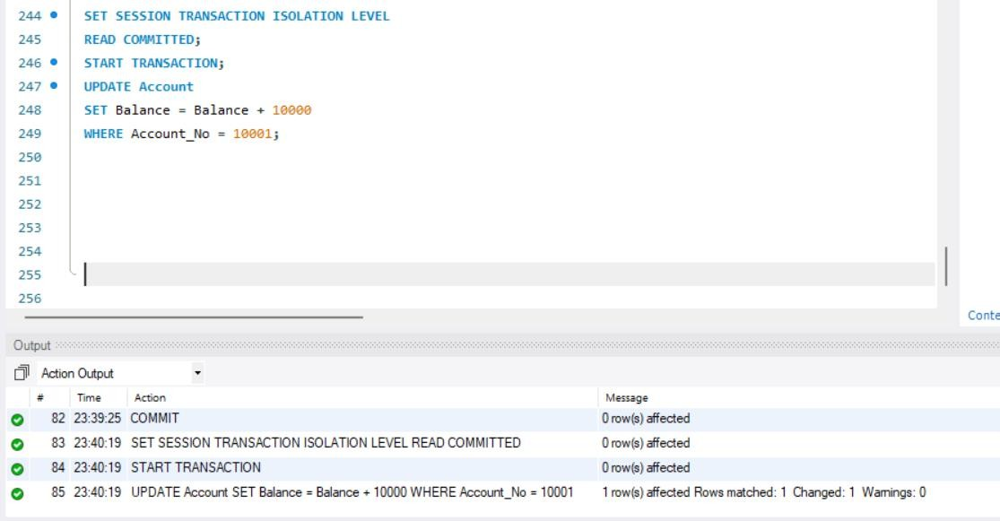 244 SET SESSION TRANSACTION ISOLATION LEVEL
245 READ COMMITTED;
246 START TRANSACTION;
247 UPDATE Account
248 SET Balance = Balance + 10000
249 WHERE Account_No = 10001;
250
251
252
253
254
255
256
Conte
Output
Action Output
# Time Action Message
82 23:39:25 COMMIT 0 row(s) affected
83 23:40:19 SET SESSION TRANSACTION ISOLATION LEVEL READ COMMITTED 0 row(s) affected
84 23:40:19 START TRANSACTION 0 row(s) affected
85 23:40:19 UPDATE Account SET Balance = Balance + 10000 WHERE Account_No = 10001 1 row(s) affected Rows matched: 1 Changed: 1 Warnings: 0